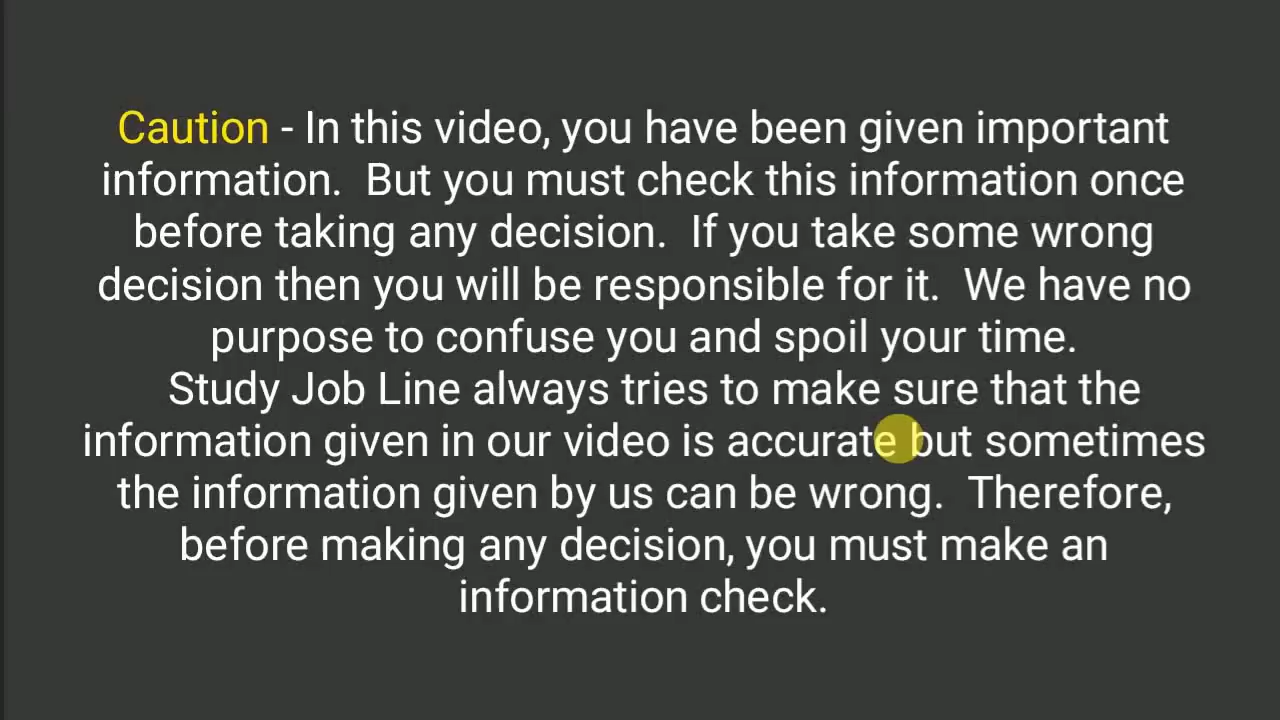 Caution - In this video, you have been given important
information.  But you must check this information once
before taking any decision.  If you take some wrong
decision then you will be responsible for it.  We have no
purpose to confuse you and spoil your time.
Study Job Line always tries to make sure that the
information given in our video is accurate but sometimes
the information given by us can be wrong.  Therefore,
before making any decision, you must make an
information check.